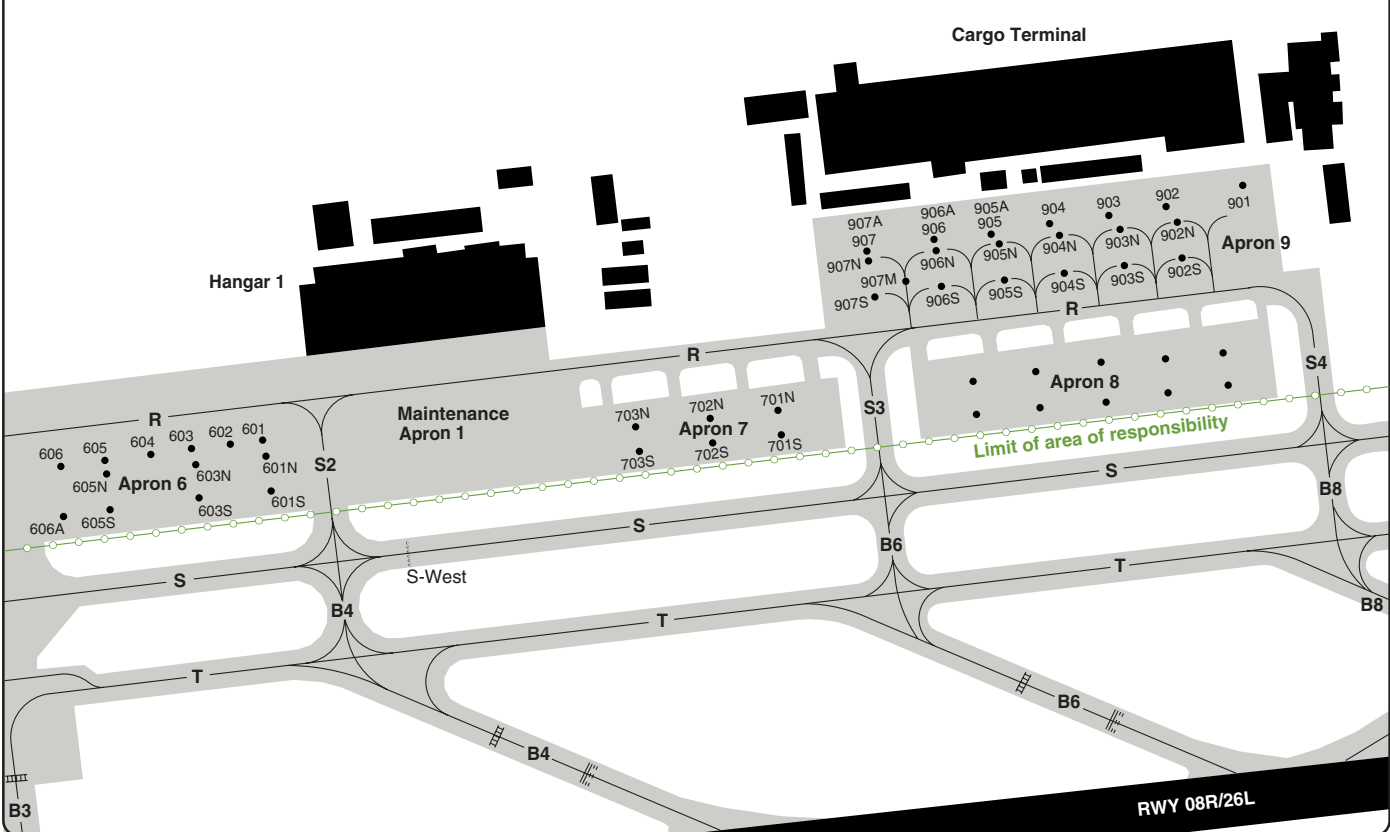 Cargo Terminal
Hangar 1
907A
906A
905A
904
903
902
901
907
906
905
907N
906N
905N
904N
903N
902N
Apron 9
907M
907S
906S
905S
904S
903S
902S
R
R
R
S4
Apron 8
S3
Maintenance
Apron 1
703N
702N
701N
Apron 7
703S
702S
701S
Limit of area of responsibility
606
605
604
603
602
601
605N
Apron 6
603N
601N
606A
605S
603S
601S
S2
S
S
S
S-West
B8
B6
B4
T
T
T
B8
B6
B4
B3
RWY 08R/26L